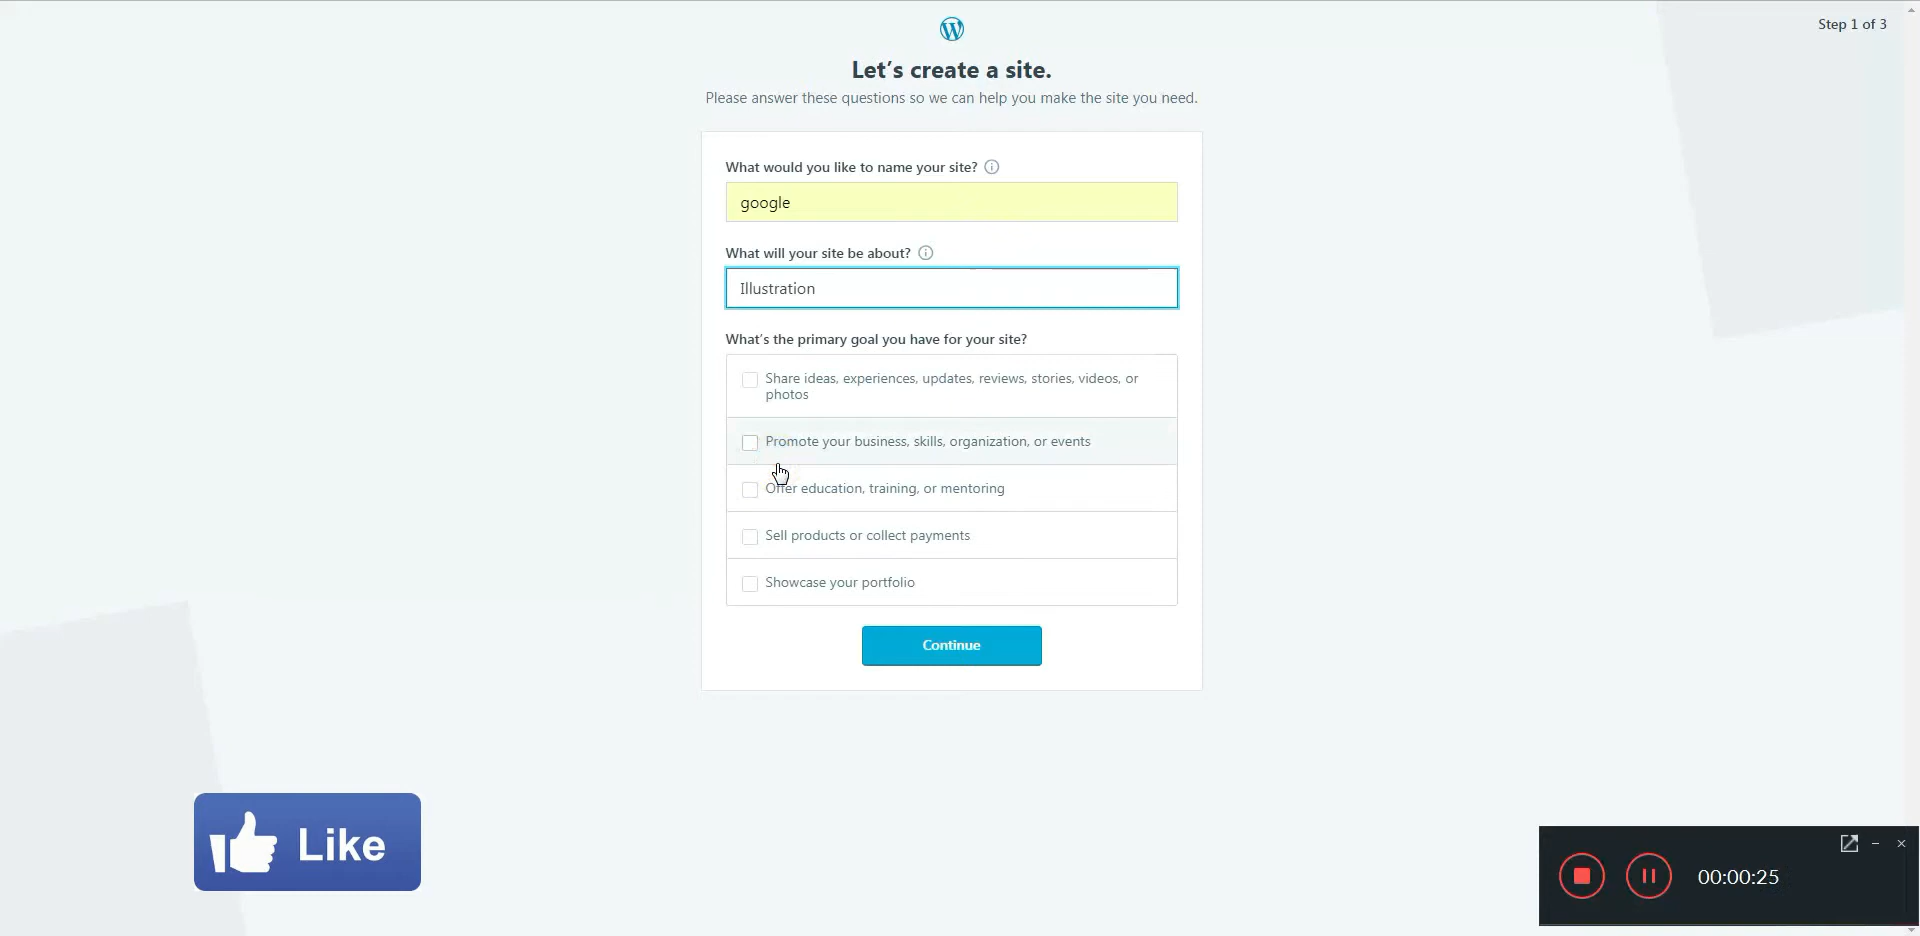 Step 1 of 3
Let's create a site.
Please answer these questions so we can help you make the site you need.
What would you like to name your site?
google
What will your site be about?
Illustration
What's the primary goal you have for your site?
Share ideas, experiences, updates, reviews, stories, videos, or
photos
Promote your business, skills, organization, or events
Offer education, training, or mentoring
Sell products or collect payments
Showcase your portfolio
Continue
Like
00:00:25